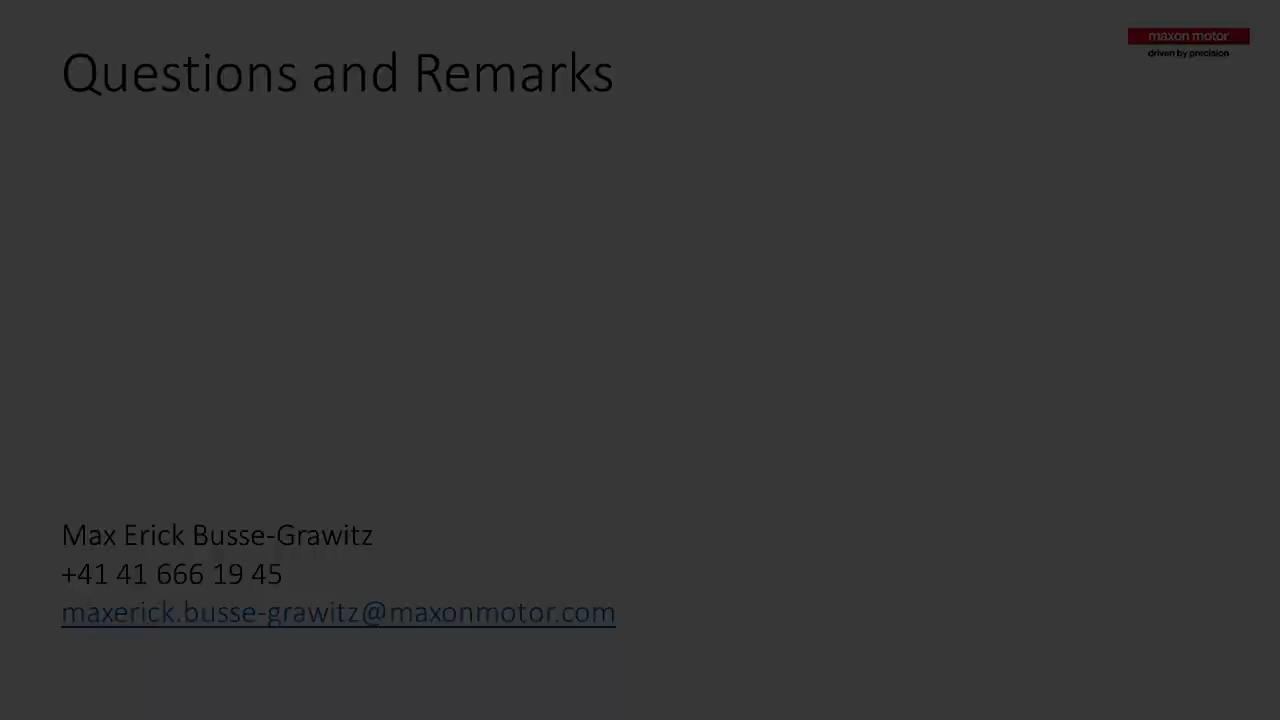 maxon motor
driven by precision
Questions and Remarks
Max Erick Busse-Grawitz
+41 41 666 19 45
maxerick.busse-grawitz@maxonmotor.com